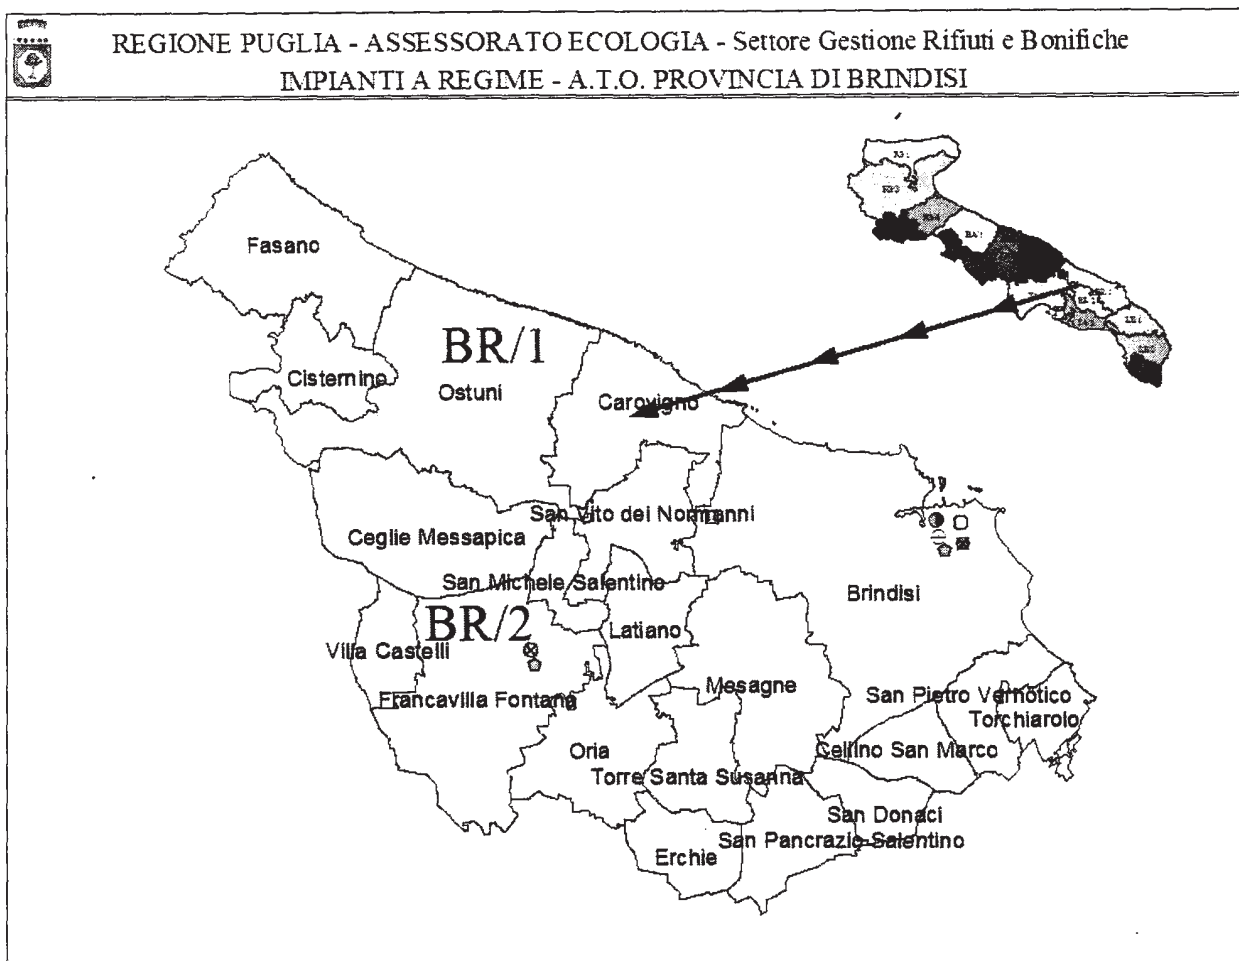 REGIONE PUGLIA - ASSESSORATO ECOLOGIA - Settore Gestione Rifiuti e Bonifiche
IMPIANTI A REGIME - A.T.O. PROVINCIA DI BRINDISI
Fasano
BR/1
Cisternino
Ostuni
Carovigno
San Vito dei Normanni
Ceglie Messapica
San Michele Salentino
Brindisi
BR/2
Latiano
Villa Castelli
Mesagne
Francavilla Fontana
San Pietro Vernotico
Torchiarolo
Oria
Cellino San Marco
Torre Santa Susanna
San Donaci
San Pancrazio Salentino
Erchie